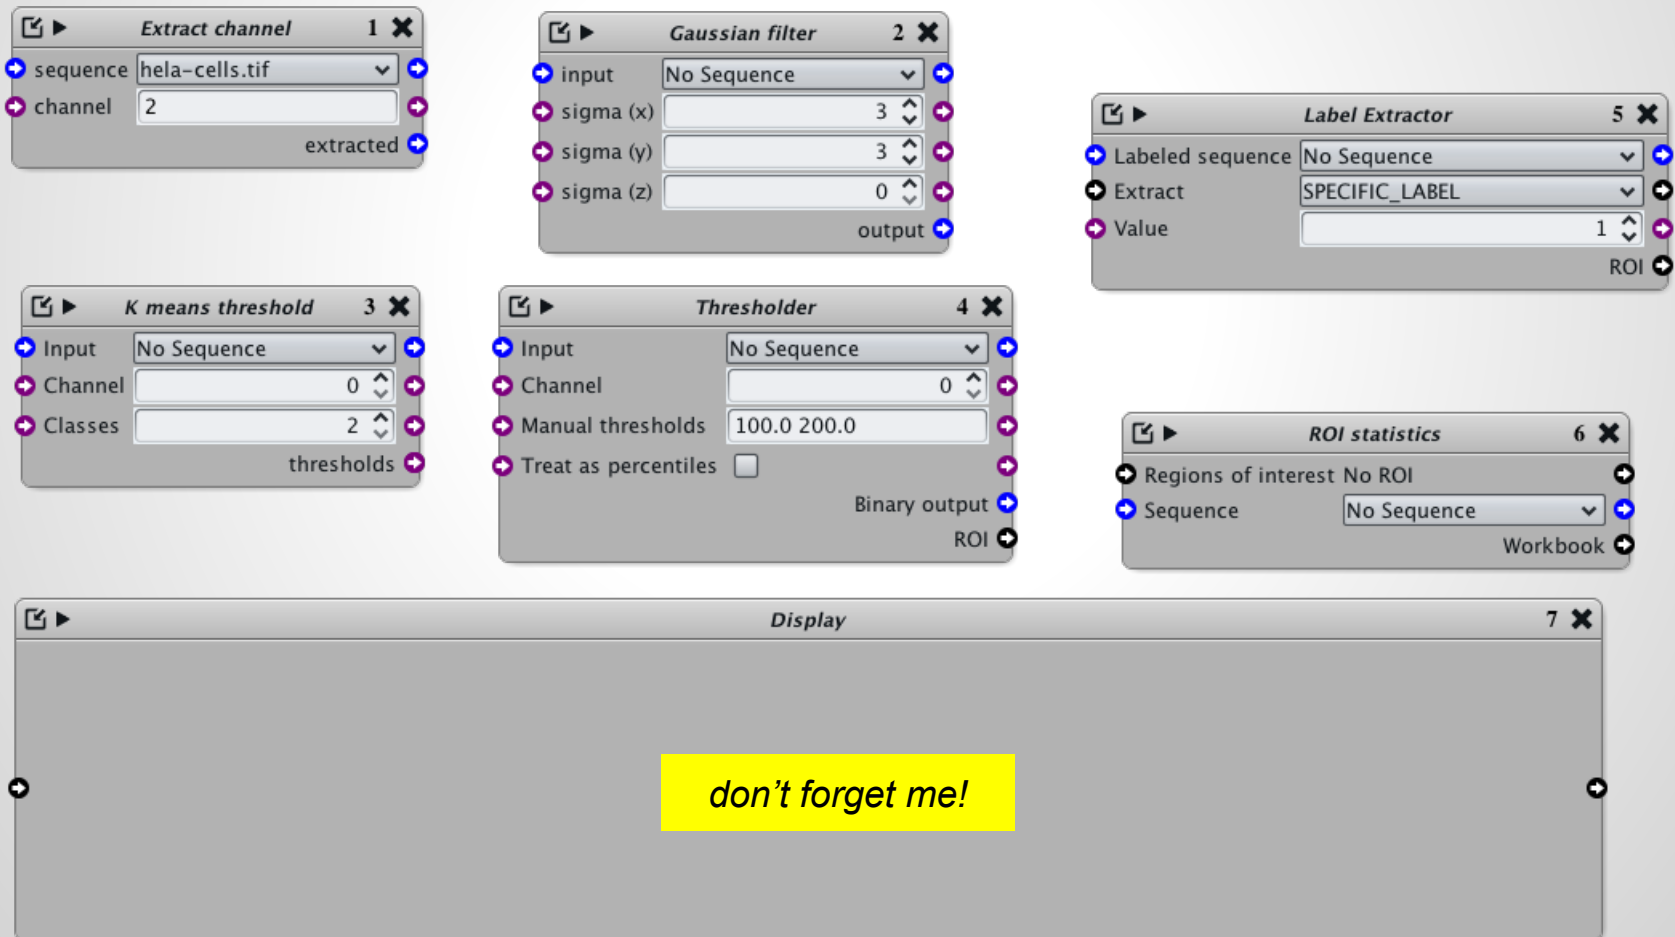 Extract channel 1
sequence hela-cells.tif
channel 2
extracted
Gaussian filter 2
input No Sequence
sigma (x) 3
sigma (y) 3
sigma (z) 0
output
Label Extractor 5
Labeled sequence No Sequence
Extract SPECIFIC_LABEL
Value 1
ROI
K means threshold 3
Input No Sequence
Channel 0
Classes 2
thresholds
Thresholder 4
Input No Sequence
Channel 0
Manual thresholds 100.0 200.0
Treat as percentiles
Binary output
ROI
ROI statistics 6
Regions of interest No ROI
Sequence No Sequence
Workbook
Display 7
don’t forget me!